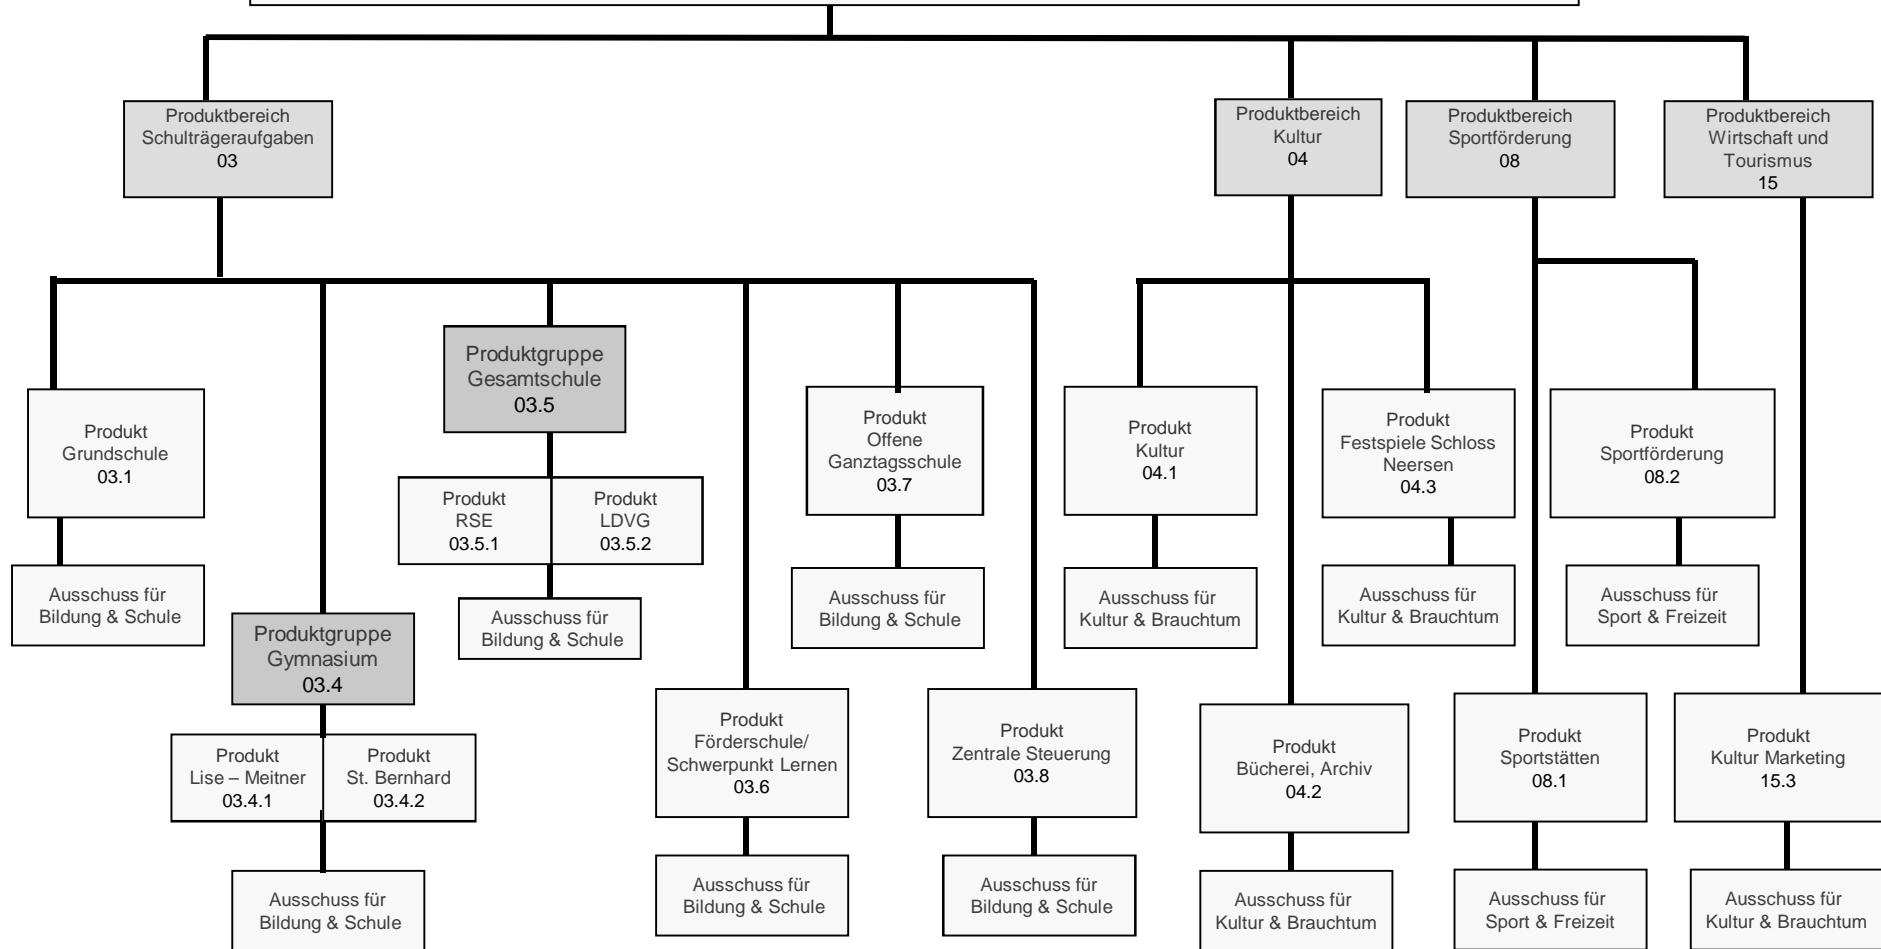 Produktbereich
Schulträgeraufgaben
03
Produktbereich
Kultur
04
Produktbereich
Sportförderung
08
Produktbereich
Wirtschaft und
Tourismus
15
Produkt
Grundschule
03.1
Ausschuss für
Bildung & Schule
Produktgruppe
Gymnasium
03.4
Produkt
Lise – Meitner
03.4.1
Produkt
St. Bernhard
03.4.2
Ausschuss für
Bildung & Schule
Produktgruppe
Gesamtschule
03.5
Produkt
RSE
03.5.1
Produkt
LDVG
03.5.2
Ausschuss für
Bildung & Schule
Produkt
Förderschule/
Schwerpunkt Lernen
03.6
Ausschuss für
Bildung & Schule
Produkt
Offene
Ganztagsschule
03.7
Ausschuss für
Bildung & Schule
Produkt
Zentrale Steuerung
03.8
Ausschuss für
Bildung & Schule
Produkt
Kultur
04.1
Ausschuss für
Kultur & Brauchtum
Produkt
Bücherei, Archiv
04.2
Ausschuss für
Kultur & Brauchtum
Produkt
Festspiele Schloss
Neersen
04.3
Ausschuss für
Kultur & Brauchtum
Produkt
Sportstätten
08.1
Ausschuss für
Sport & Freizeit
Produkt
Sportförderung
08.2
Ausschuss für
Sport & Freizeit
Produkt
Kultur Marketing
15.3
Ausschuss für
Kultur & Brauchtum